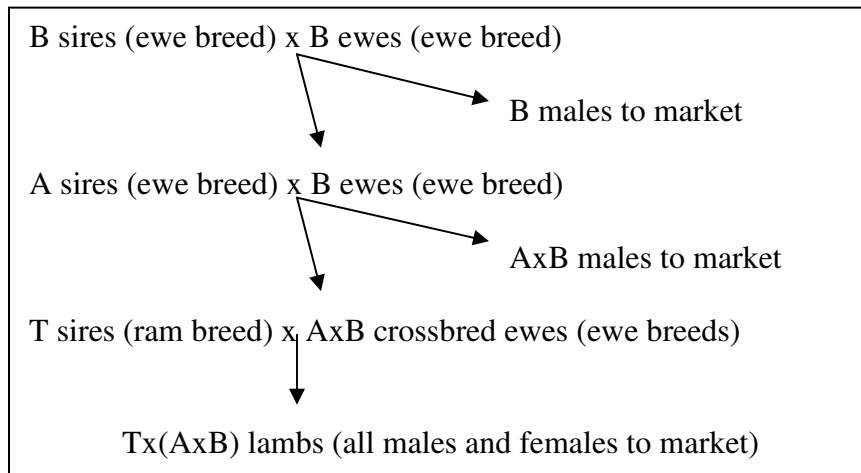 B sires (ewe breed) x B ewes (ewe breed)
B males to market
A sires (ewe breed) x B ewes (ewe breed)
AxB males to market
T sires (ram breed) x AxB crossbred ewes (ewe breeds)
Tx(AxB) lambs (all males and females to market)